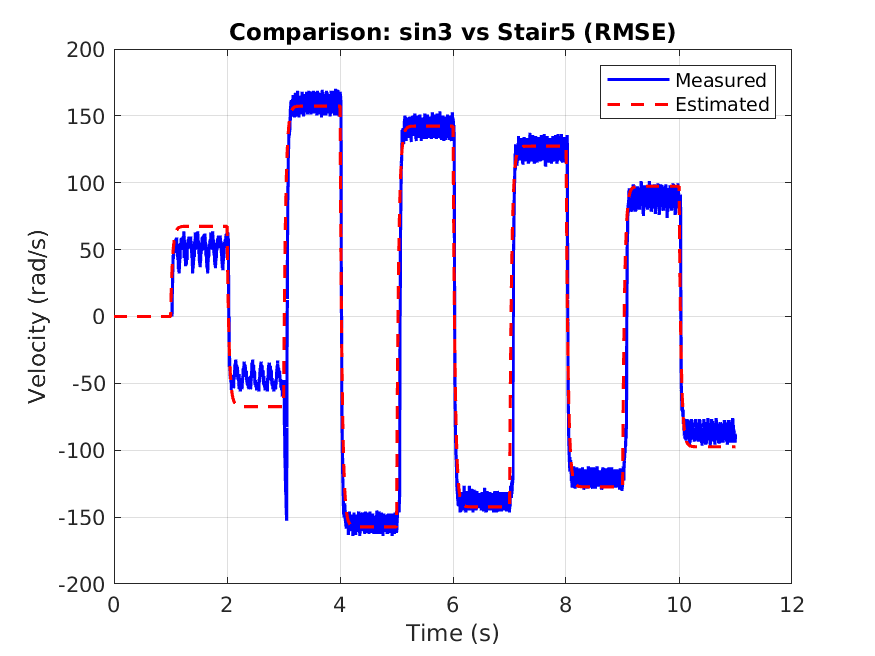 Comparison: sin3 vs Stair5 (RMSE)
Measured
Estimated
Velocity (rad/s)
200
150
100
50
0
-50
-100
-150
-200
0 2 4 6 8 10 12
Time (s)